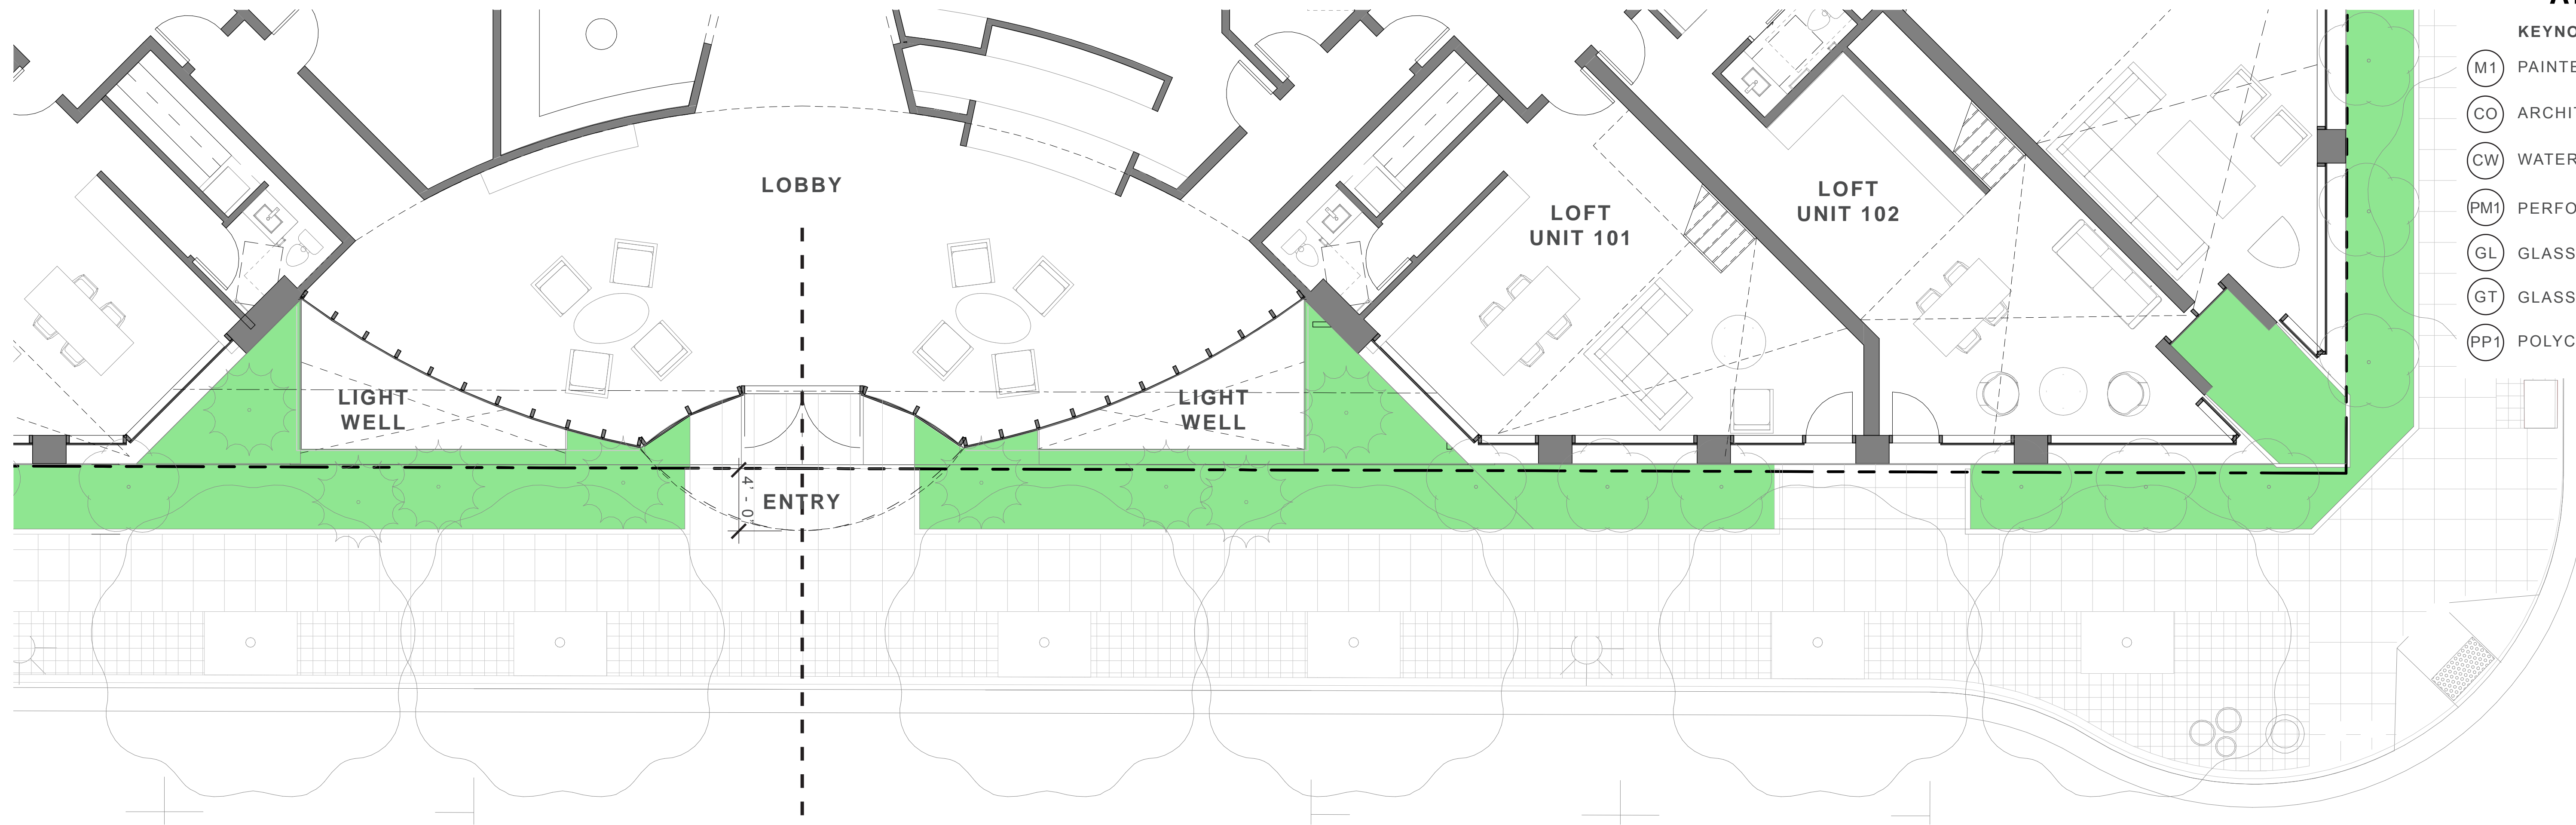 KEYNO
M1 PAINTE
CO ARCHIT
CW WATER
PM1 PERFO
GL GLASS
GT GLASS
PP1 POLYC
LOBBY
LOFT
UNIT 101
LOFT
UNIT 102
LIGHT
WELL
LIGHT
WELL
ENTRY
4' - 0"